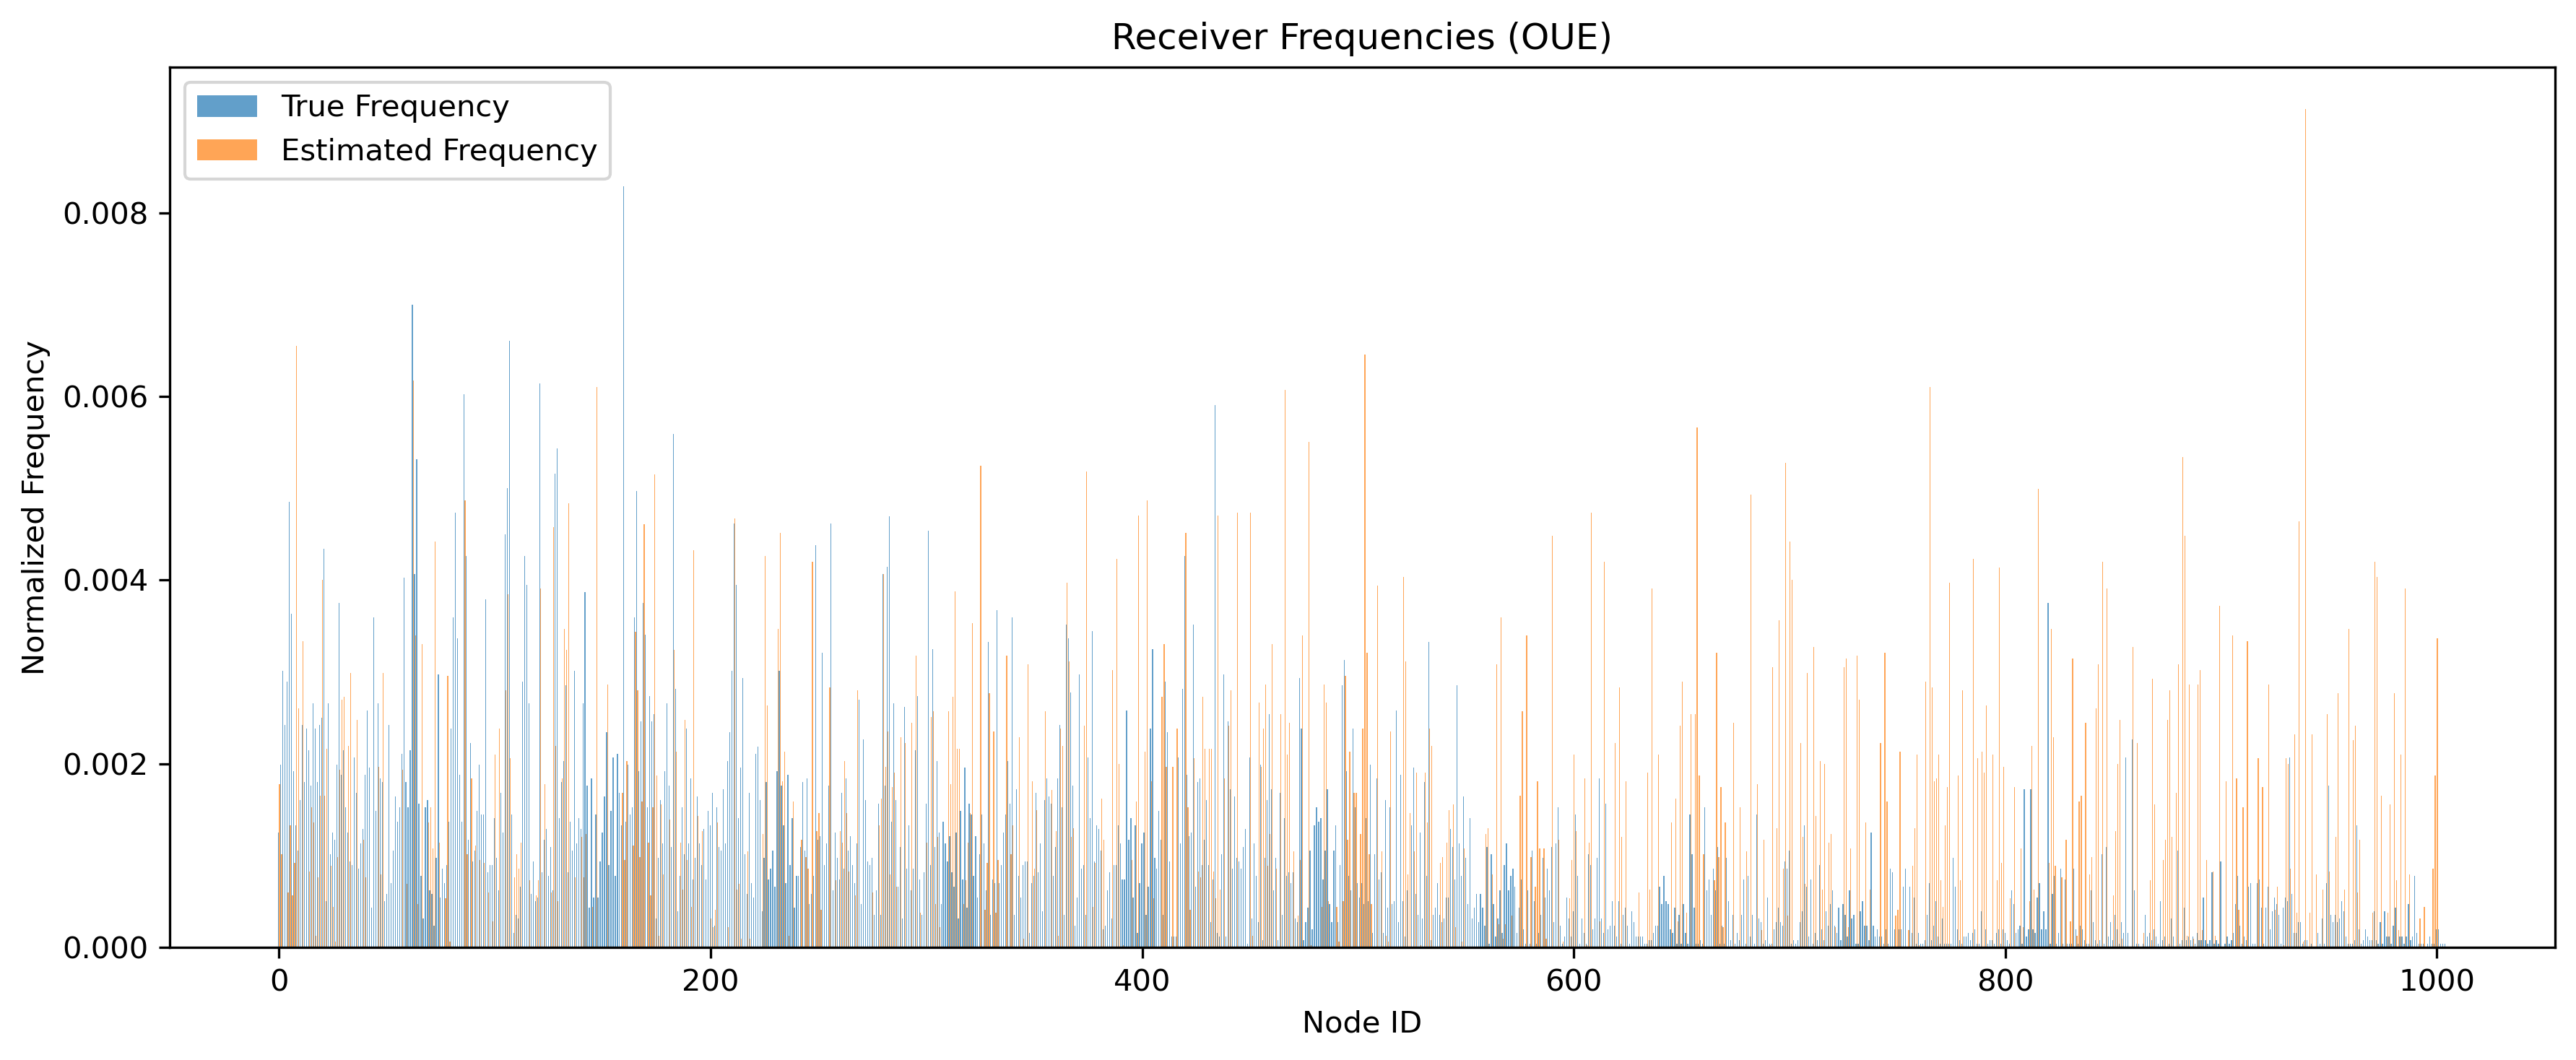 Receiver Frequencies (OUE)
True Frequency
Estimated Frequency
Normalized Frequency
0.008
0.006
0.004
0.002
0.000
0 200 400 600 800 1000
Node ID